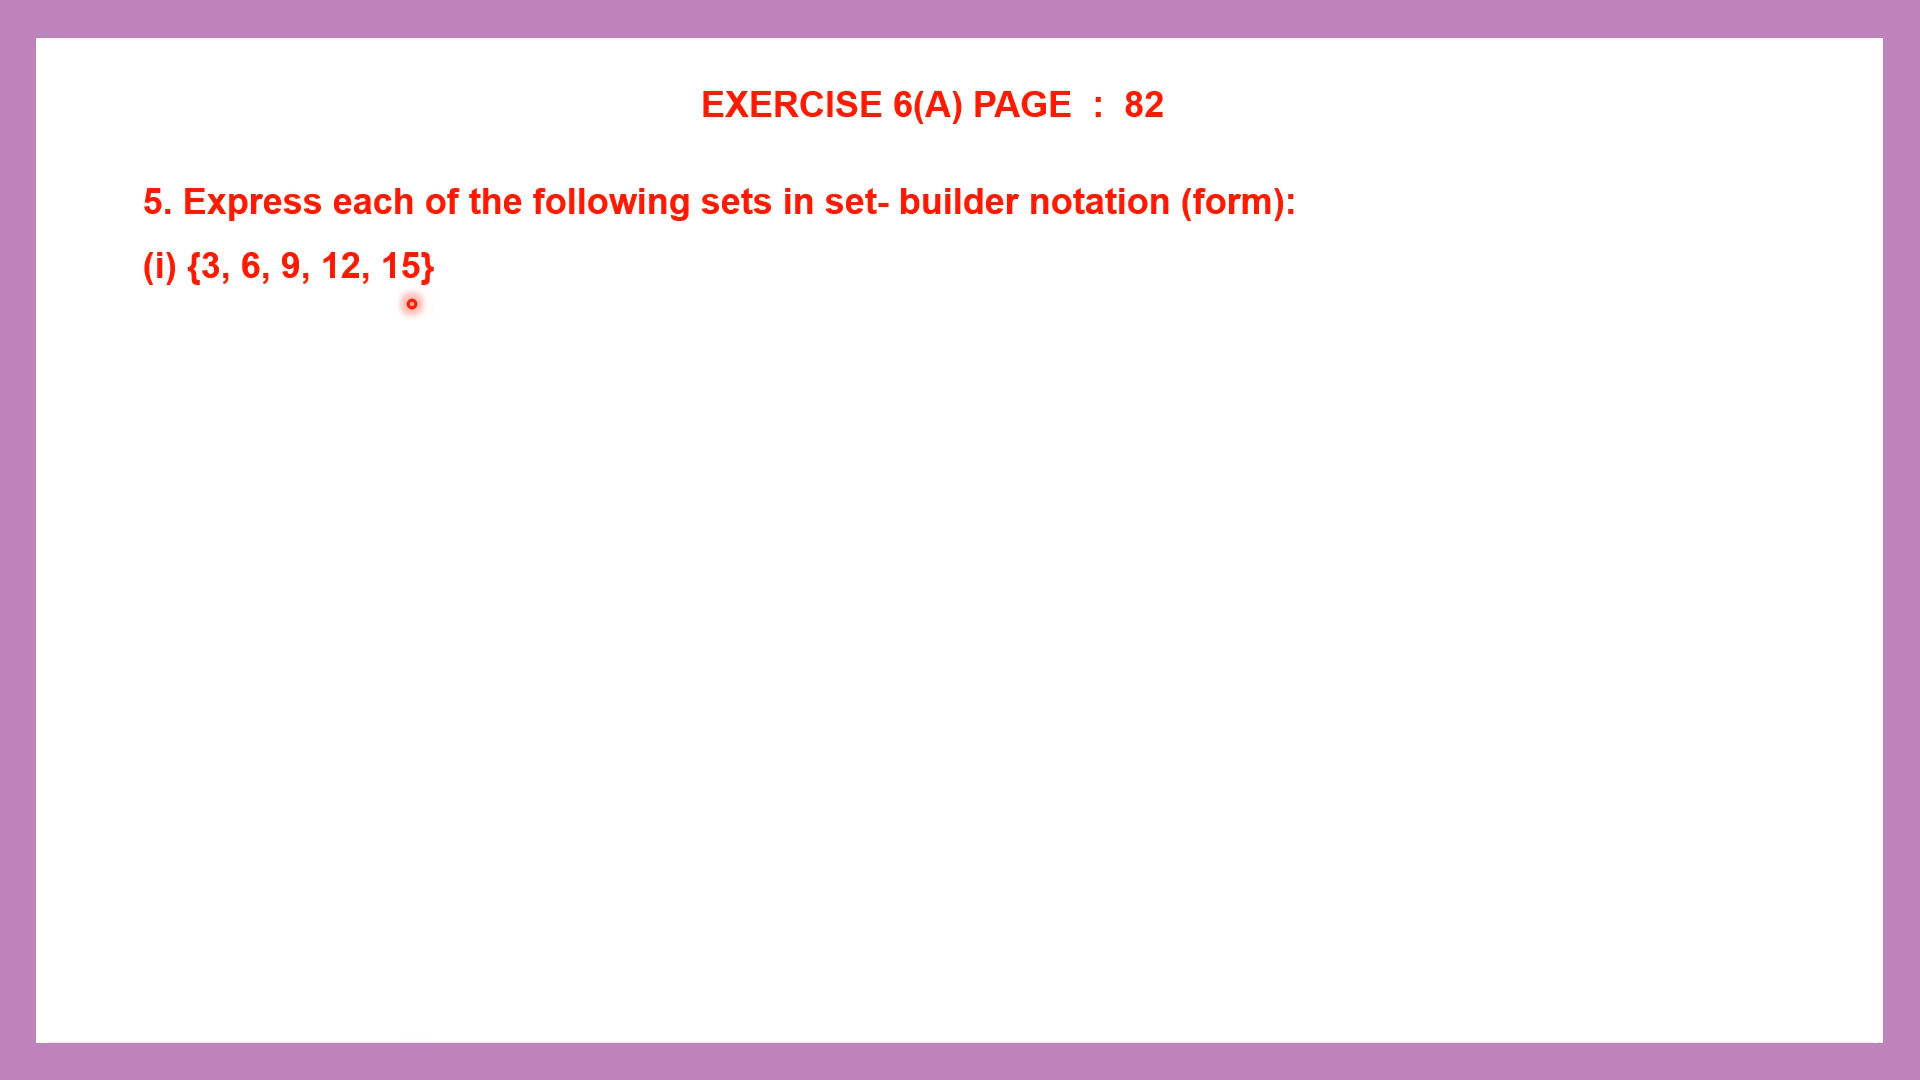 EXERCISE 6(A) PAGE : 82
5. Express each of the following sets in set- builder notation (form):
(i) {3, 6, 9, 12, 15}